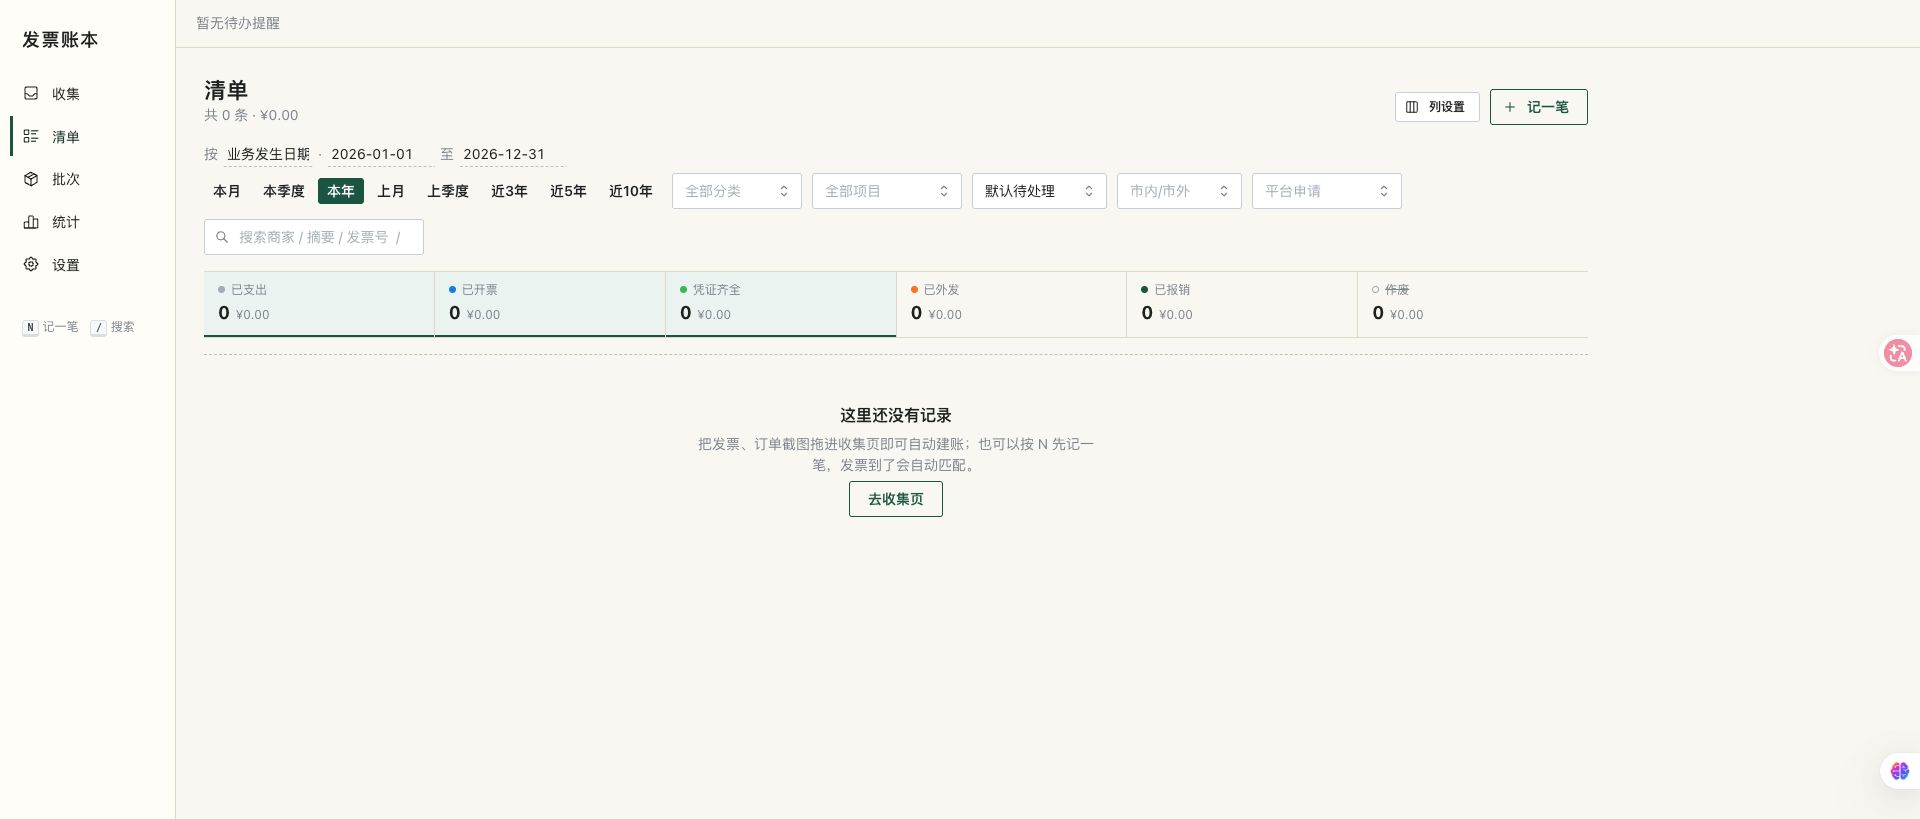 发票账本
收集
清单
批次
统计
设置
N 记一笔 / 搜索
暂无待办提醒
清单
共 0 条 · ¥0.00
列设置
记一笔
按 业务发生日期 · 2026-01-01 至 2026-12-31
本月 本季度 本年 上月 上季度 近3年 近5年 近10年 全部分类 全部项目 默认待处理 市内/市外 平台申请
搜索商家 / 摘要 / 发票号 /
已支出 已开票 凭证齐全 已外发 已报销 作废
0 ¥0.00 0 ¥0.00 0 ¥0.00 0 ¥0.00 0 ¥0.00 0 ¥0.00
这里还没有记录
把发票、订单截图拖进收集页即可自动建账；也可以按 N 先记一
笔，发票到了会自动匹配。
去收集页